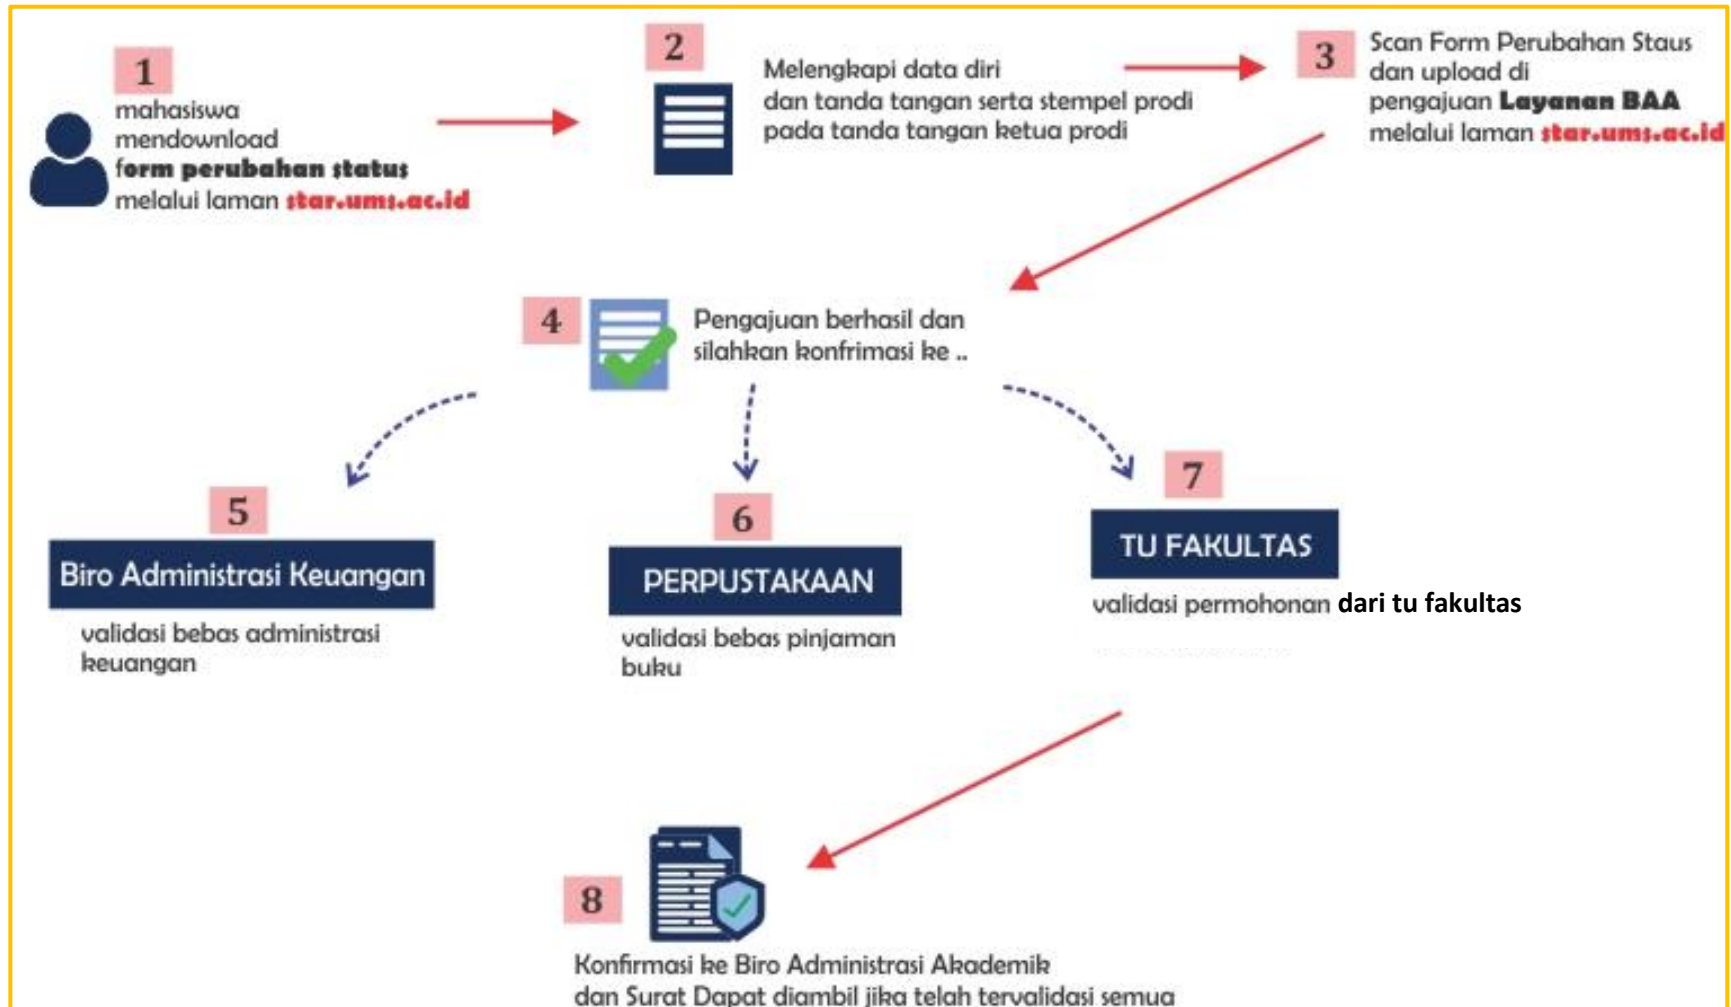 1
mahasiswa
mendownload
form perubahan status
melalui laman star.ums.ac.id
2
Melengkapi data diri
dan tanda tangan serta stempel prodi
pada tanda tangan ketua prodi
3
Scan Form Perubahan Staus
dan upload di
pengajuan Layanan BAA
melalui laman star.ums.ac.id
4
Pengajuan berhasil dan
silahkan konfrimasi ke ..
5
Biro Administrasi Keuangan
validasi bebas administrasi
keuangan
6
PERPUSTAKAAN
validasi bebas pinjaman
buku
7
TU FAKULTAS
validasi permohonan dari tu fakultas
8
Konfirmasi ke Biro Administrasi Akademik
dan Surat Dapat diambil jika telah tervalidasi semua